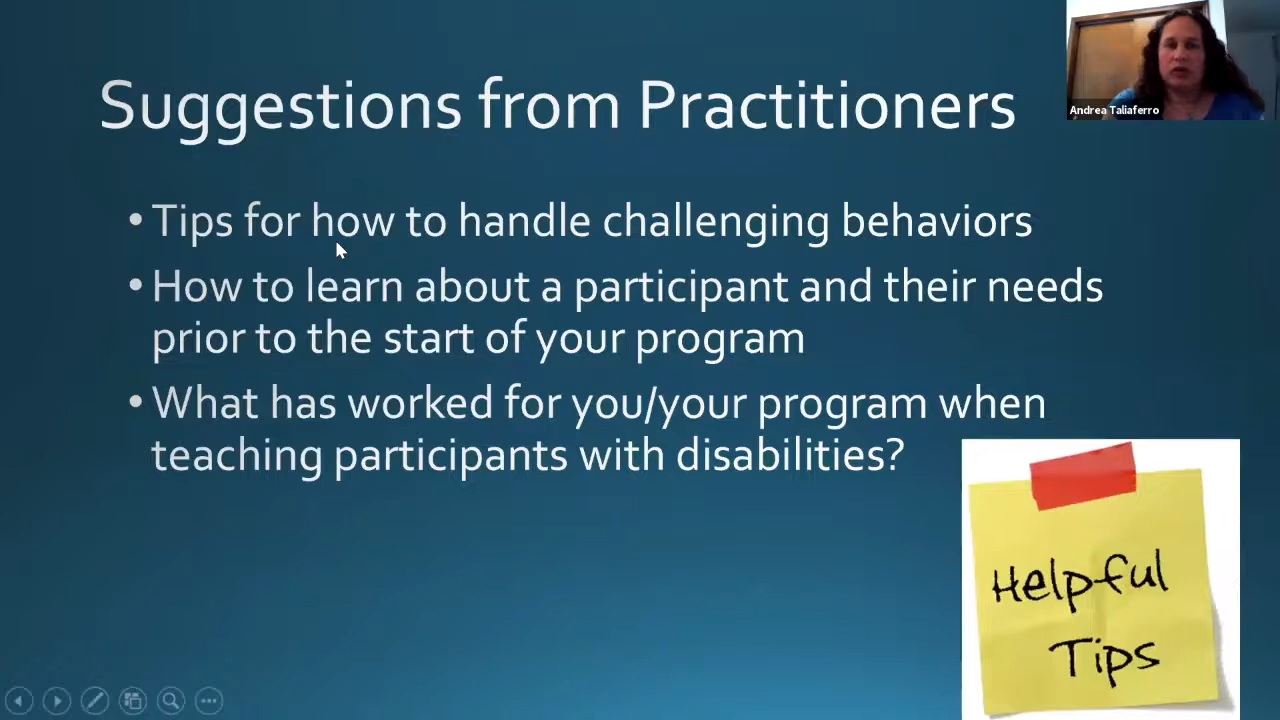 Suggestions from Practitioners
Andrea Taliaferro
• Tips for how to handle challenging behaviors
• How to learn about a participant and their needs
prior to the start of your program
• What has worked for you/your program when
teaching participants with disabilities?
Helpful
Tips